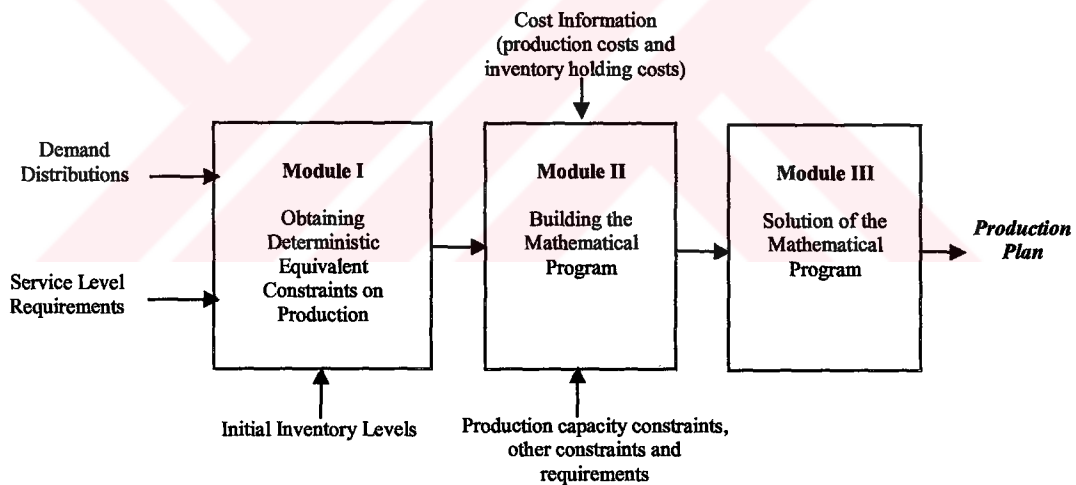 Cost Information
(production costs and
inventory holding costs)
Demand
Distributions
Service Level
Requirements
Module I
Obtaining
Deterministic
Equivalent
Constraints on
Production
Initial Inventory Levels
Module II
Building the
Mathematical
Program
Production capacity constraints,
other constraints and
requirements
Module III
Solution of the
Mathematical
Program
Production
Plan